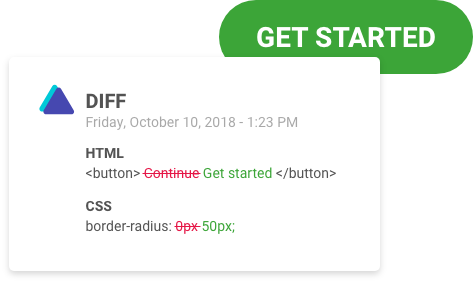 GET STARTED
DIFF
Friday, October 10, 2018 - 1:23 PM
HTML
<button> Continue Get started </button>
CSS
border-radius: 0px 50px;